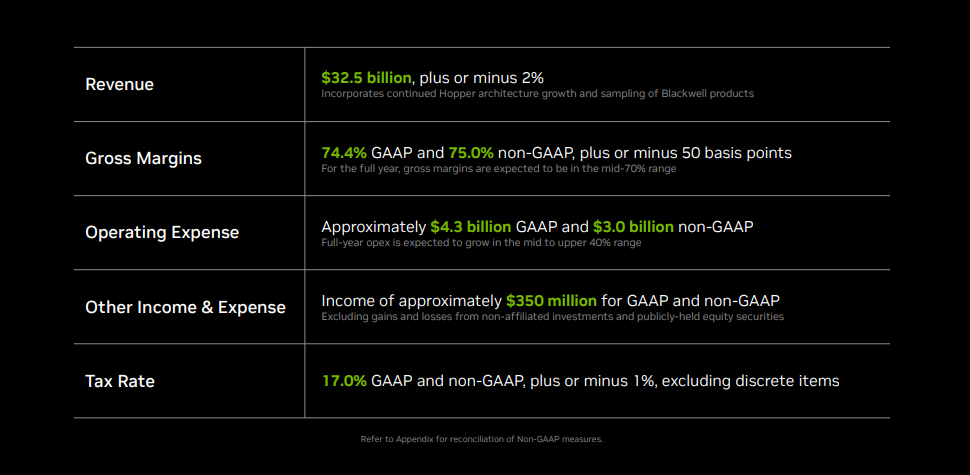 Revenue
$32.5 billion, plus or minus 2%
Incorporates continued Hopper architecture growth and sampling of Blackwell products
Gross Margins
74.4% GAAP and 75.0% non-GAAP, plus or minus 50 basis points
For the full year, gross margins are expected to be in the mid-70% range
Operating Expense
Approximately $4.3 billion GAAP and $3.0 billion non-GAAP
Full-year opex is expected to grow in the mid to upper 40% range
Other Income & Expense
Income of approximately $350 million for GAAP and non-GAAP
Excluding gains and losses from non-affiliated investments and publicly-held equity securities
Tax Rate
17.0% GAAP and non-GAAP, plus or minus 1%, excluding discrete items
Refer to Appendix for reconciliation of Non-GAAP measures.